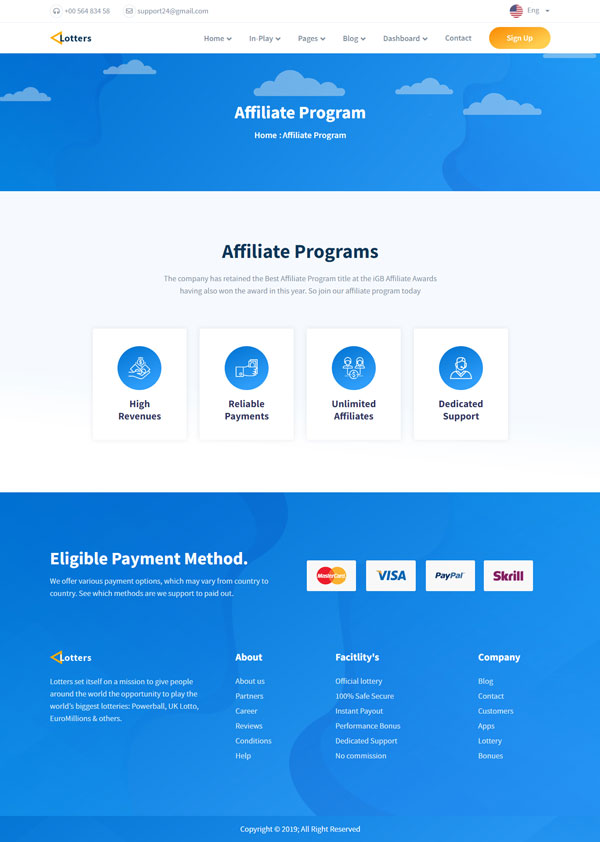 +00 564 834 58 support24@gmail.com Eng
Lotters Home In-Play Pages Blog Dashboard Contact Sign Up
Affiliate Program
Home : Affiliate Program
Affiliate Programs
The company has retained the Best Affiliate Program title at the iGB Affiliate Awards
having also won the award in this year. So join our affiliate program today
High
Revenues
Reliable
Payments
Unlimited
Affiliates
Dedicated
Support
Eligible Payment Method.
We offer various payment options, which may vary from country to
country. See which methods are we support to paid out.
MasterCard VISA PayPal Skrill
Lotters
Lotters set itself on a mission to give people
around the world the opportunity to play the
world's biggest lotteries: Powerball, UK Lotto,
EuroMillions & others.
About
About us
Partners
Career
Reviews
Conditions
Help
Facitlity's
Official lottery
100% Safe Secure
Instant Payout
Performance Bonus
Dedicated Support
No commission
Company
Blog
Contact
Customers
Apps
Lottery
Bonues
Copyright © 2019; All Right Reserved